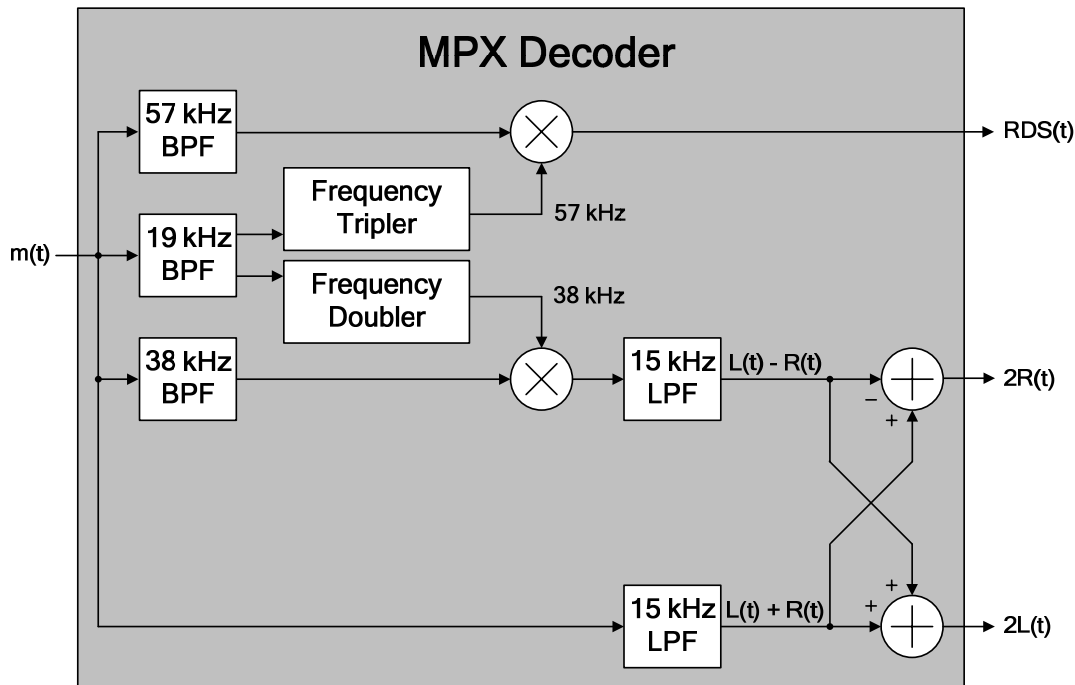 MPX Decoder
57 kHz
BPF
RDS(t)
Frequency
Tripler
57 kHz
m(t)
19 kHz
BPF
Frequency
Doubler
38 kHz
38 kHz
BPF
15 kHz
LPF
L(t) - R(t)
2R(t)
−
+
15 kHz
LPF
L(t) + R(t)
+
+
2L(t)